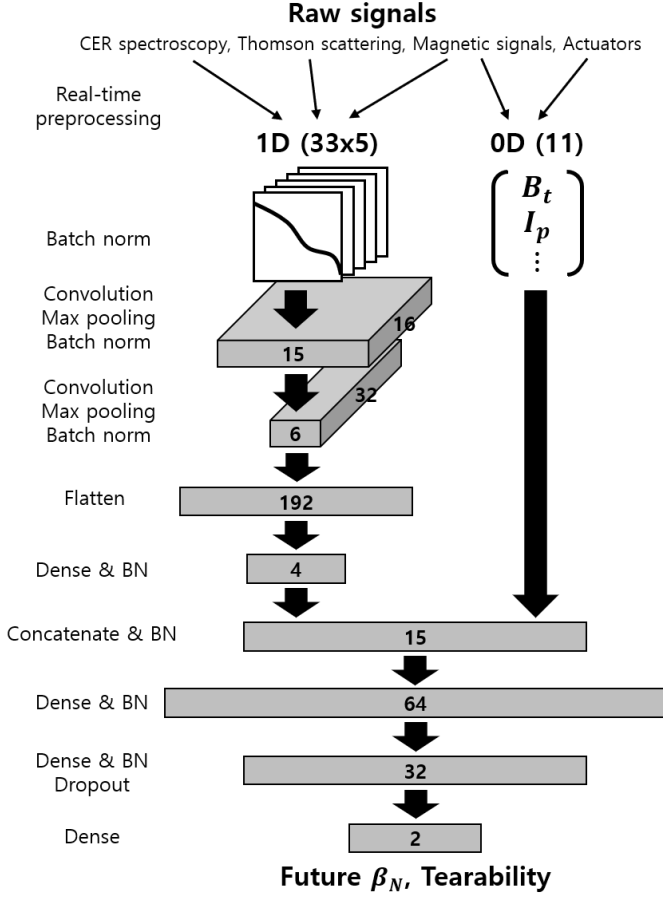 Raw signals
CER spectroscopy, Thomson scattering, Magnetic signals, Actuators
Real-time
preprocessing
1D (33x5)
0D (11)
B_t
I_p
⋮
Batch norm
Convolution
Max pooling
Batch norm
16
15
Convolution
Max pooling
Batch norm
32
6
Flatten
192
Dense & BN
4
Concatenate & BN
15
Dense & BN
64
Dense & BN
Dropout
32
Dense
2
Future β_N, Tearability